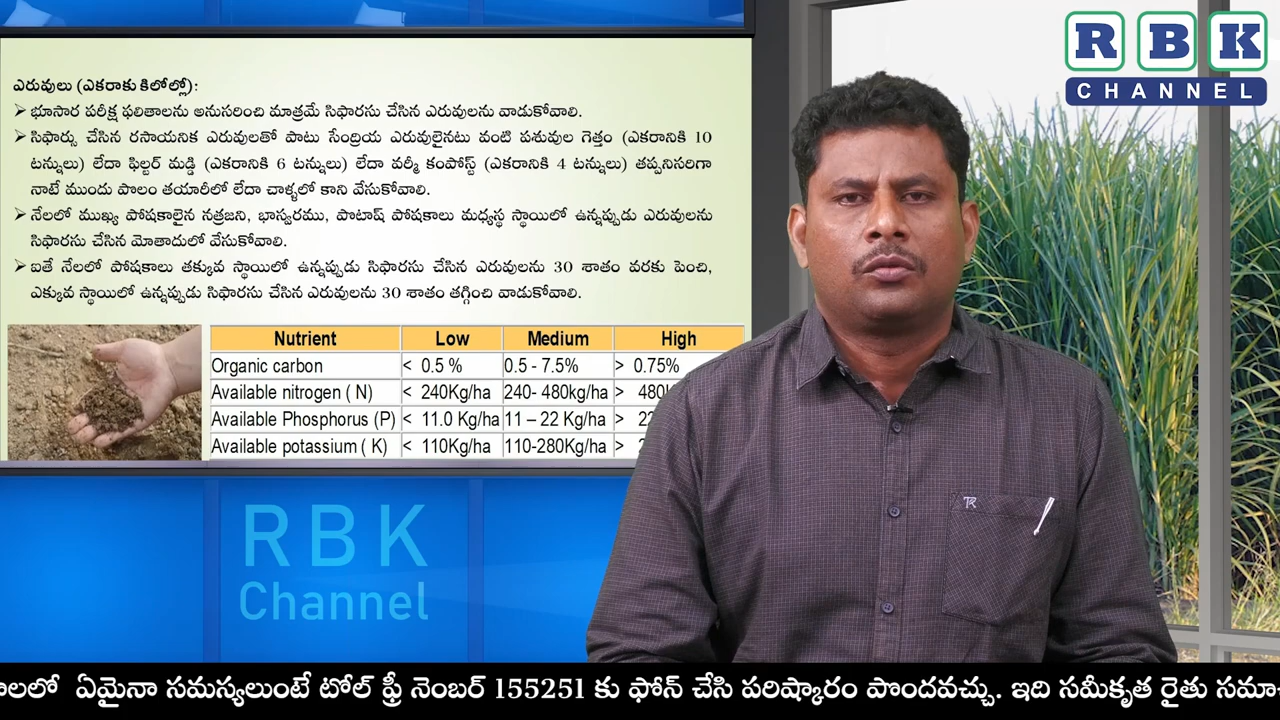 R B K
CHANNEL
ఎరువులు (ఎకరాకు కిలోల్లో):
➢ భూసార పరీక్ష ఫలితాలను అనుసరించి మాత్రమే సిఫారసు చేసిన ఎరువులను వాడుకోవాలి.
➢ సిఫార్సు చేసిన రసాయనిక ఎరువులతో పాటు సేంద్రియ ఎరువులైనటు వంటి పశువుల గెత్తం (ఎకరానికి 10
టన్నులు) లేదా ఫిల్టర్ మడ్డి (ఎకరానికి 6 టన్నులు) లేదా వర్మీ కంపోస్ట్ (ఎకరానికి 4 టన్నులు) తప్పనిసరిగా
నాటే ముందు పొలం తయారీలో లేదా చాళ్ళలో కాని వేసుకోవాలి.
➢ నేలలో ముఖ్య పోషకాలైన నత్రజని, భాస్వరము, పొటాష్ పోషకాలు మధ్యస్థ స్థాయిలో ఉన్నప్పుడు ఎరువులను
సిఫారసు చేసిన మోతాదులో వేసుకోవాలి.
➢ ఐతే నేలలో పోషకాలు తక్కువ స్థాయిలో ఉన్నప్పుడు సిఫారసు చేసిన ఎరువులను 30 శాతం వరకు పెంచి,
ఎక్కువ స్థాయిలో ఉన్నప్పుడు సిఫారసు చేసిన ఎరువులను 30 శాతం తగ్గించి వాడుకోవాలి.
Nutrient Low Medium High
Organic carbon < 0.5 % 0.5 - 7.5% > 0.75%
Available nitrogen ( N) < 240Kg/ha 240- 480kg/ha > 480
Available Phosphorus (P) < 11.0 Kg/ha 11 – 22 Kg/ha > 22
Available potassium ( K) < 110Kg/ha 110-280Kg/ha >
RBK
Channel
ఏమైనా సమస్యలుంటే టోల్ ఫ్రీ నెంబర్ 155251 కు ఫోన్ చేసి పరిష్కారం పొందవచ్చు. ఇది సమీకృత రైతు